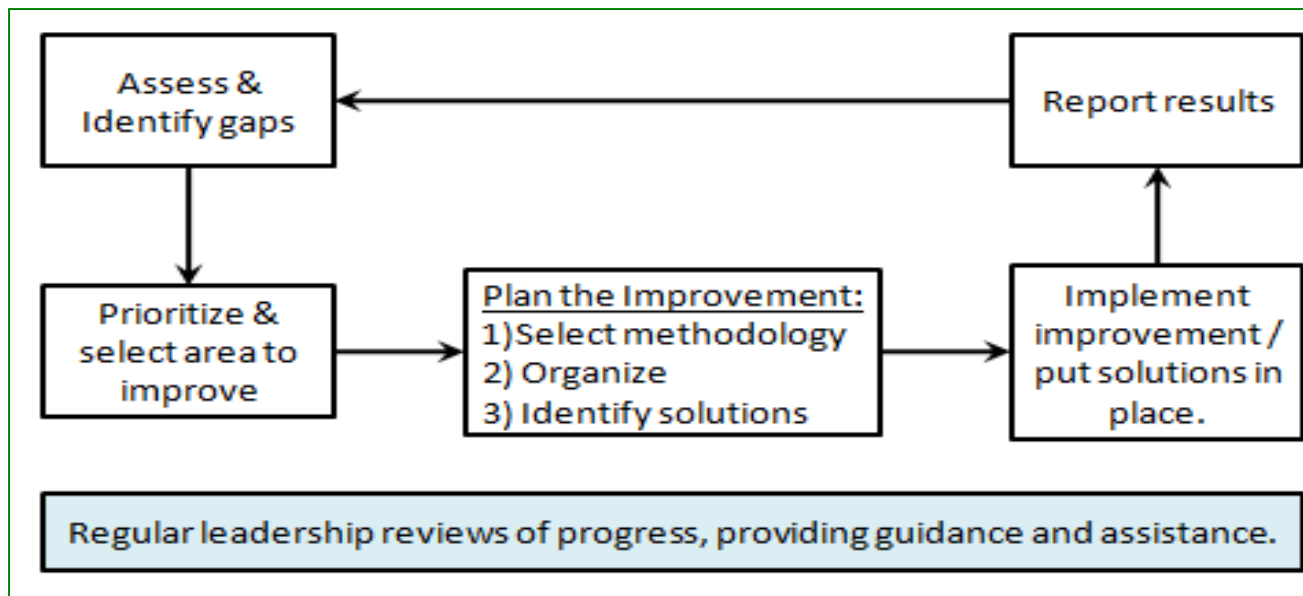 Assess &
Identify gaps
Report results
Prioritize &
select area to
improve
Plan the Improvement:
1)Select methodology
2) Organize
3) Identify solutions
Implement
improvement /
put solutions in
place.
Regular leadership reviews of progress, providing guidance and assistance.